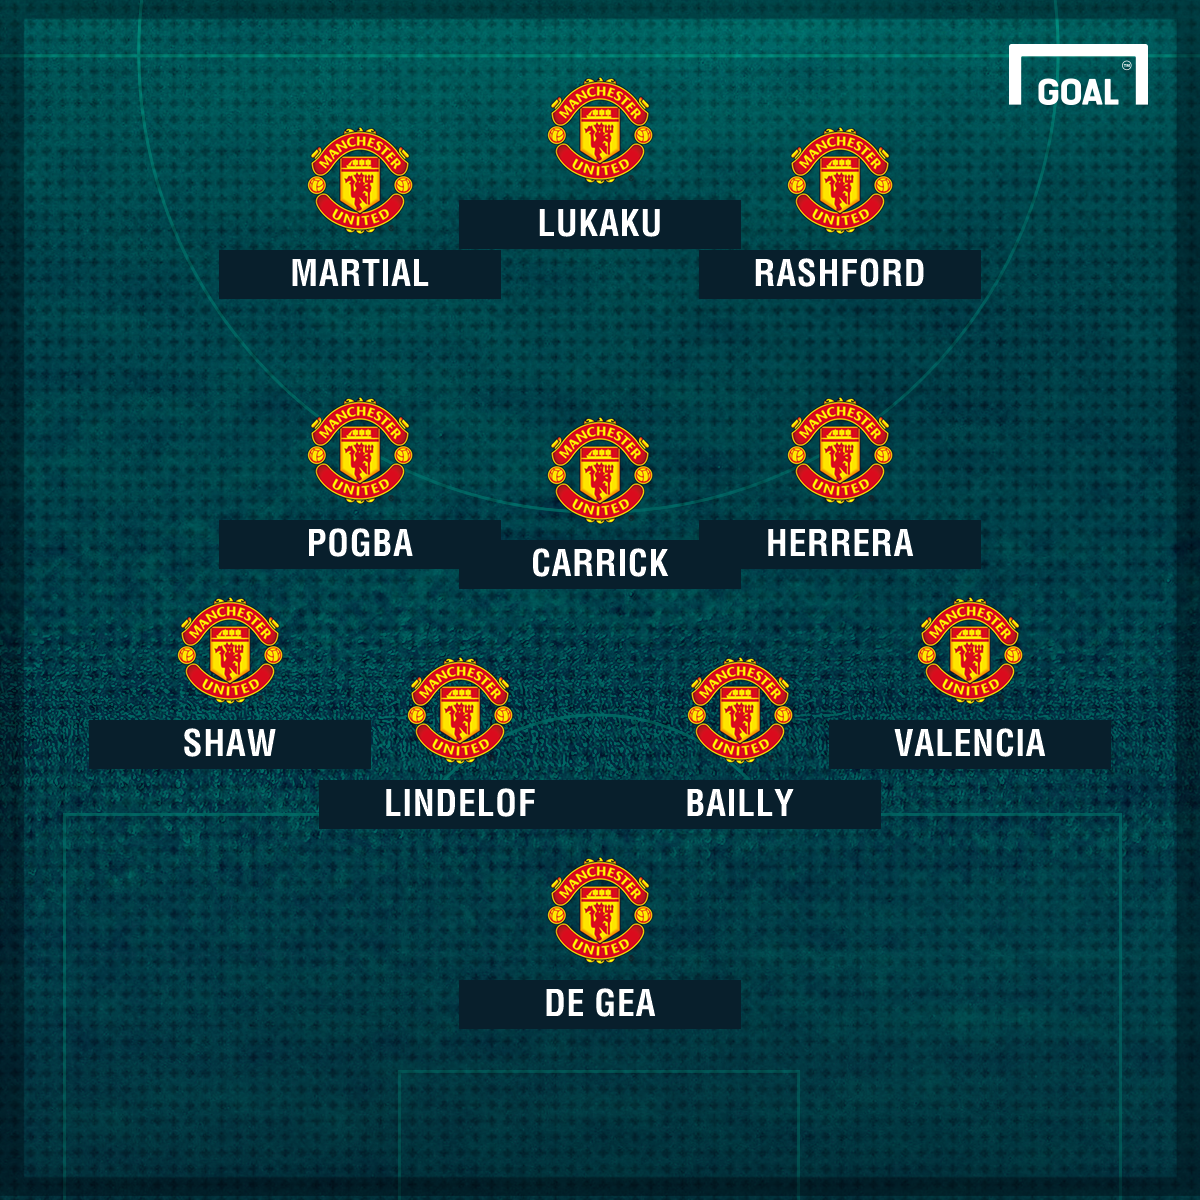 GOAL
TM
MANCHESTER
UNITED
LUKAKU
MANCHESTER
UNITED
MARTIAL
MANCHESTER
UNITED
RASHFORD
MANCHESTER
UNITED
POGBA
MANCHESTER
UNITED
CARRICK
MANCHESTER
UNITED
HERRERA
MANCHESTER
UNITED
SHAW
MANCHESTER
UNITED
LINDELOF
MANCHESTER
UNITED
BAILLY
MANCHESTER
UNITED
VALENCIA
MANCHESTER
UNITED
DE GEA